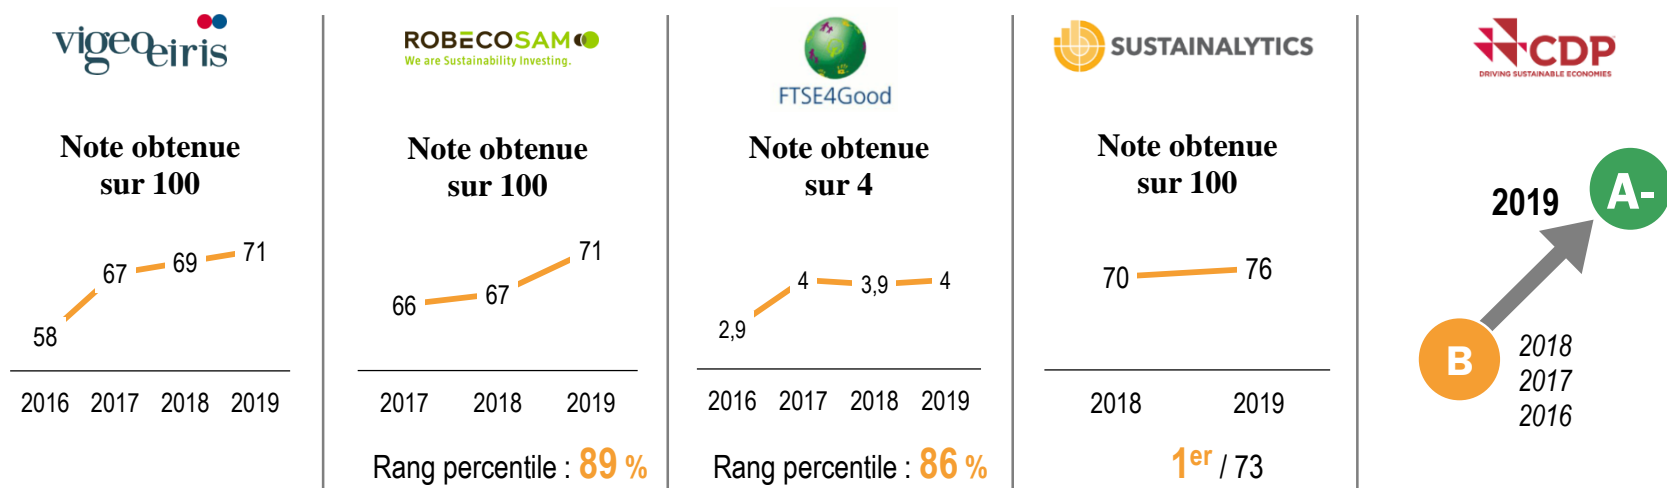 vigeoeiris
Note obtenue
sur 100
58
67
69
71
2016 2017 2018 2019
ROBECOSAM
We are Sustainability Investing.
Note obtenue
sur 100
66
67
71
2017 2018 2019
Rang percentile : 89 %
FTSE4Good
Note obtenue
sur 4
2,9
4
3,9
4
2016 2017 2018 2019
Rang percentile : 86 %
SUSTAINALYTICS
Note obtenue
sur 100
70
76
2018 2019
1er / 73
CDP
DRIVING SUSTAINABLE ECONOMIES
2019
A-
B
2018
2017
2016